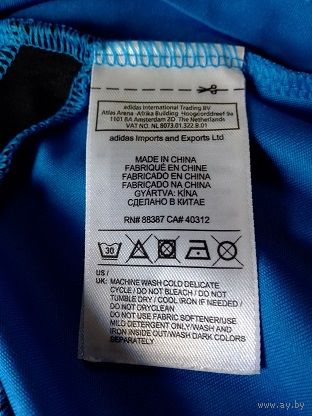 adidas International Trading BV
Atlas Arena - Afrika Building Hoogoorddreef 9a
1101 BA Amsterdam ZD The Netherlands
VAT NO. NL 8073.01.322.B.01
adidas Imports and Exports Ltd
MADE IN CHINA
FABRIQUÉ EN CHINE
FABRICADO EN CHINA
FABRICADO NA CHINA
GYÁRTVA: KÍNA
СДЕЛАНО В КИТАЕ
RN# 88387 CA# 40312
30
US /
UK: MACHINE WASH COLD DELICATE
CYCLE / DO NOT BLEACH / DO NOT
TUMBLE DRY / COOL IRON IF NEEDED /
DO NOT DRYCLEAN
DO NOT USE FABRIC SOFTENER/USE
MILD DETERGENT ONLY/WASH AND
IRON INSIDE OUT/WASH DARK COLORS
SEPARATELY
www.ay.by